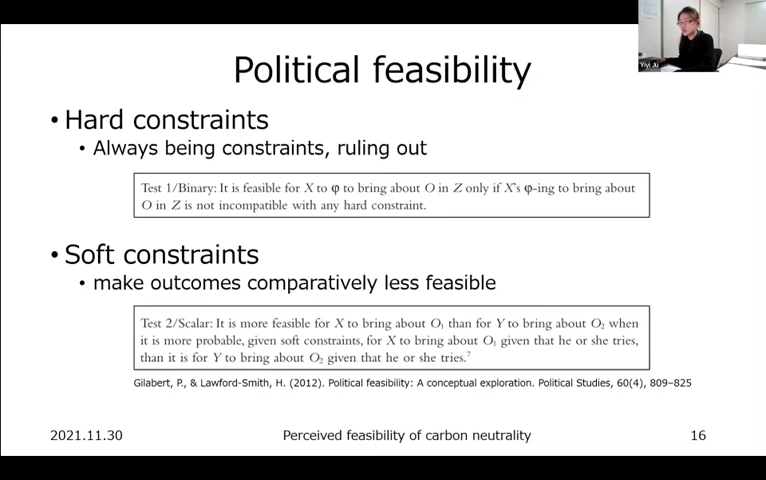 Yiyi Ju
Political feasibility
• Hard constraints
• Always being constraints, ruling out
Test 1/Binary: It is feasible for X to φ to bring about O in Z only if X's φ-ing to bring about
O in Z is not incompatible with any hard constraint.
• Soft constraints
• make outcomes comparatively less feasible
Test 2/Scalar: It is more feasible for X to bring about O₁ than for Y to bring about O₂ when
it is more probable, given soft constraints, for X to bring about O₁ given that he or she tries,
than it is for Y to bring about O₂ given that he or she tries.⁷
Gilabert, P., & Lawford-Smith, H. (2012). Political feasibility: A conceptual exploration. Political Studies, 60(4), 809–825
2021.11.30
Perceived feasibility of carbon neutrality
16